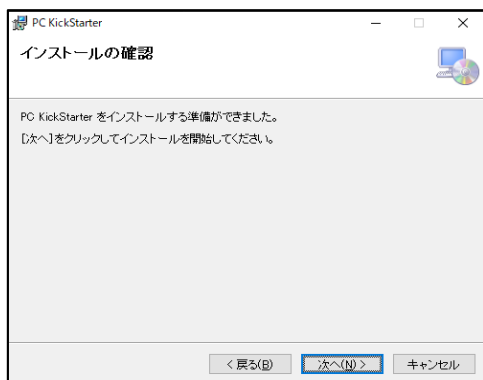 PC KickStarter
インストールの確認
PC KickStarter をインストールする準備ができました。
[次へ]をクリックしてインストールを開始してください。
< 戻る(B) 次へ(N) > キャンセル